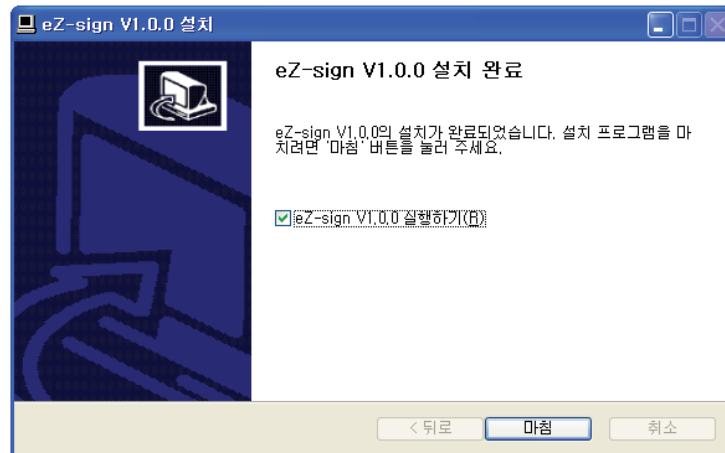 eZ-sign V1.0.0 설치
eZ-sign V1.0.0 설치 완료
eZ-sign V1.0.0의 설치가 완료되었습니다. 설치 프로그램을 마
치려면 '마침' 버튼을 눌러 주세요.
eZ-sign V1.0.0 실행하기(R)
< 뒤로 마침 취소